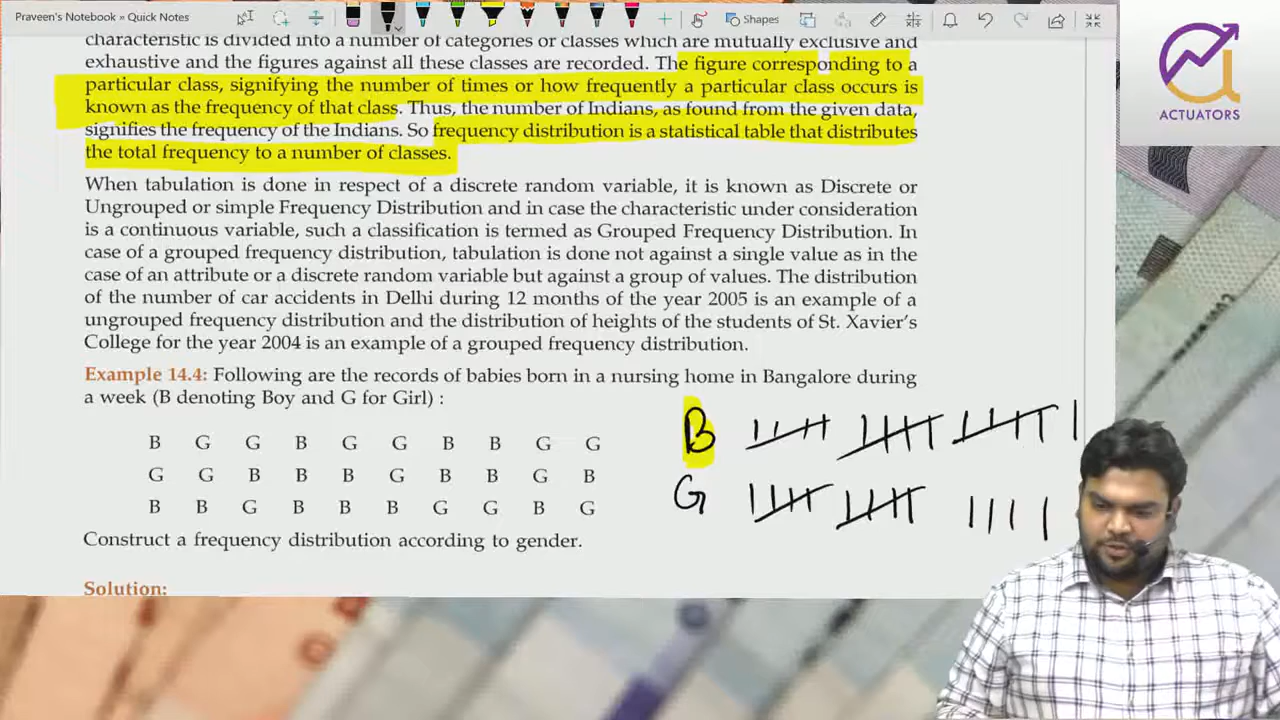 Praveen's Notebook » Quick Notes
Shapes
characteristic is divided into a number of categories or classes which are mutually exclusive and
exhaustive and the figures against all these classes are recorded. The figure corresponding to a
particular class, signifying the number of times or how frequently a particular class occurs is
known as the frequency of that class. Thus, the number of Indians, as found from the given data,
signifies the frequency of the Indians. So frequency distribution is a statistical table that distributes
the total frequency to a number of classes.
When tabulation is done in respect of a discrete random variable, it is known as Discrete or
Ungrouped or simple Frequency Distribution and in case the characteristic under consideration
is a continuous variable, such a classification is termed as Grouped Frequency Distribution. In
case of a grouped frequency distribution, tabulation is done not against a single value as in the
case of an attribute or a discrete random variable but against a group of values. The distribution
of the number of car accidents in Delhi during 12 months of the year 2005 is an example of a
ungrouped frequency distribution and the distribution of heights of the students of St. Xavier's
College for the year 2004 is an example of a grouped frequency distribution.
Example 14.4: Following are the records of babies born in a nursing home in Bangalore during
a week (B denoting Boy and G for Girl) :
B G G B G G B B G G
G G B B B G B B G B
B B G B B B G G B G
Construct a frequency distribution according to gender.
Solution:
B
G
ACTUATORS